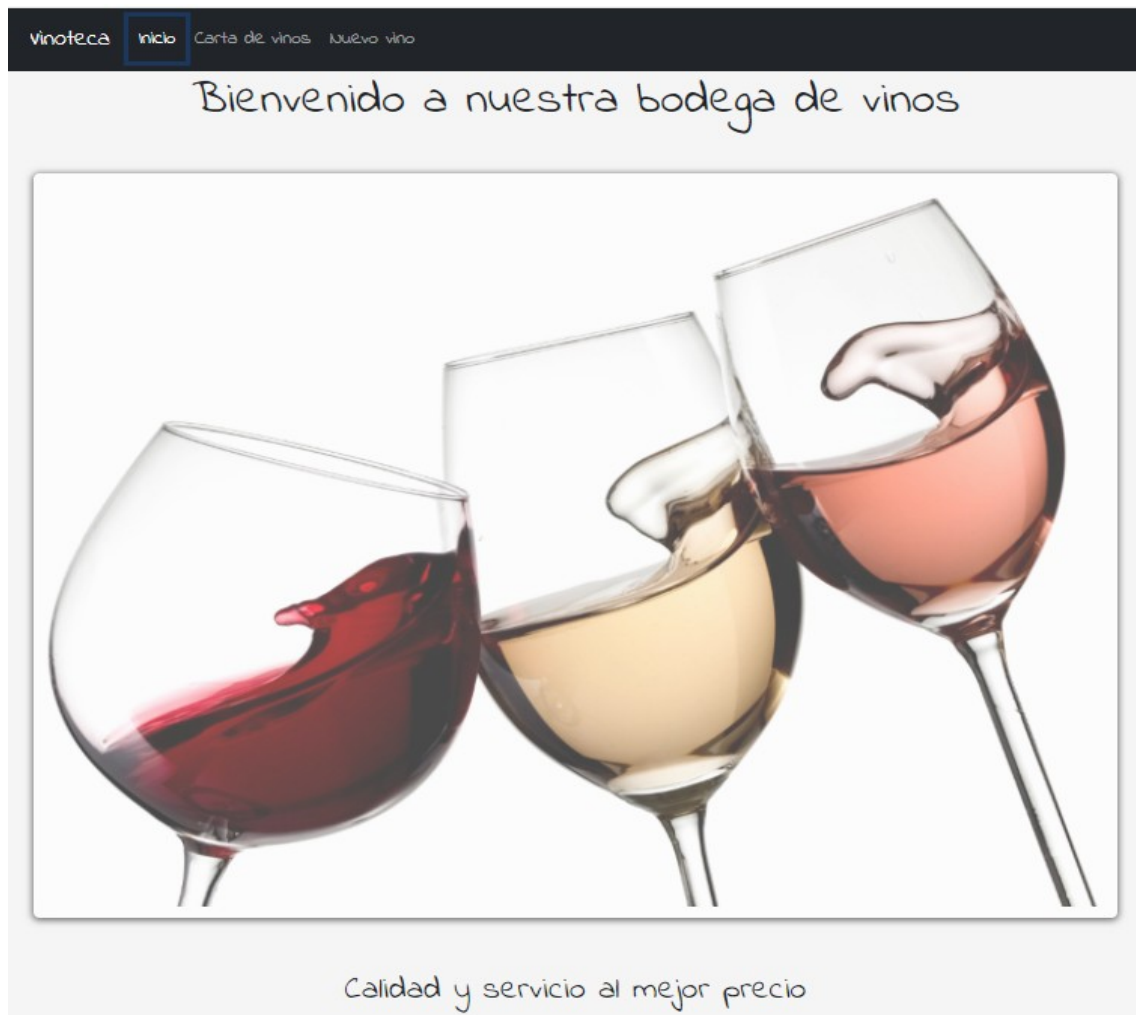 Vinoteca Inicio Carta de vinos Nuevo vino
Bienvenido a nuestra bodega de vinos
Calidad y servicio al mejor precio